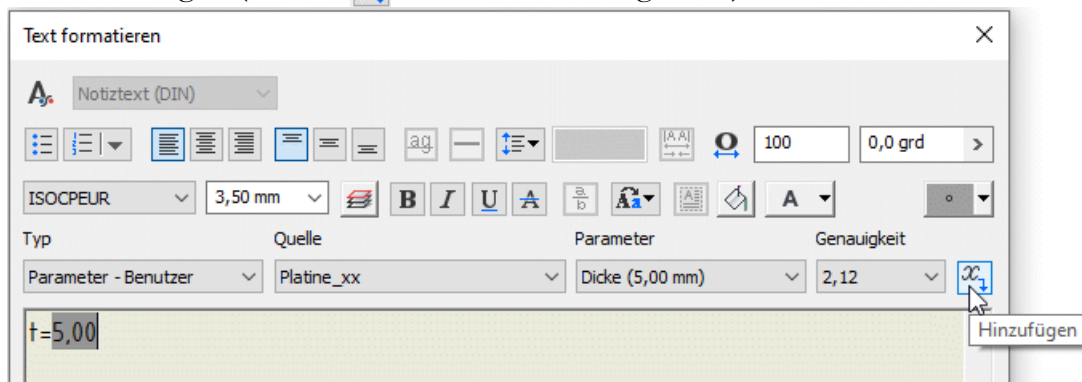 Text formatieren
Notiztext (DIN)
ag
100
0,0 grd
ISOCPEUR
3,50 mm
B I U A
A
Typ
Quelle
Parameter
Genauigkeit
Parameter - Benutzer
Platine_xx
Dicke (5,00 mm)
2,12
x
t=5,00
Hinzufügen